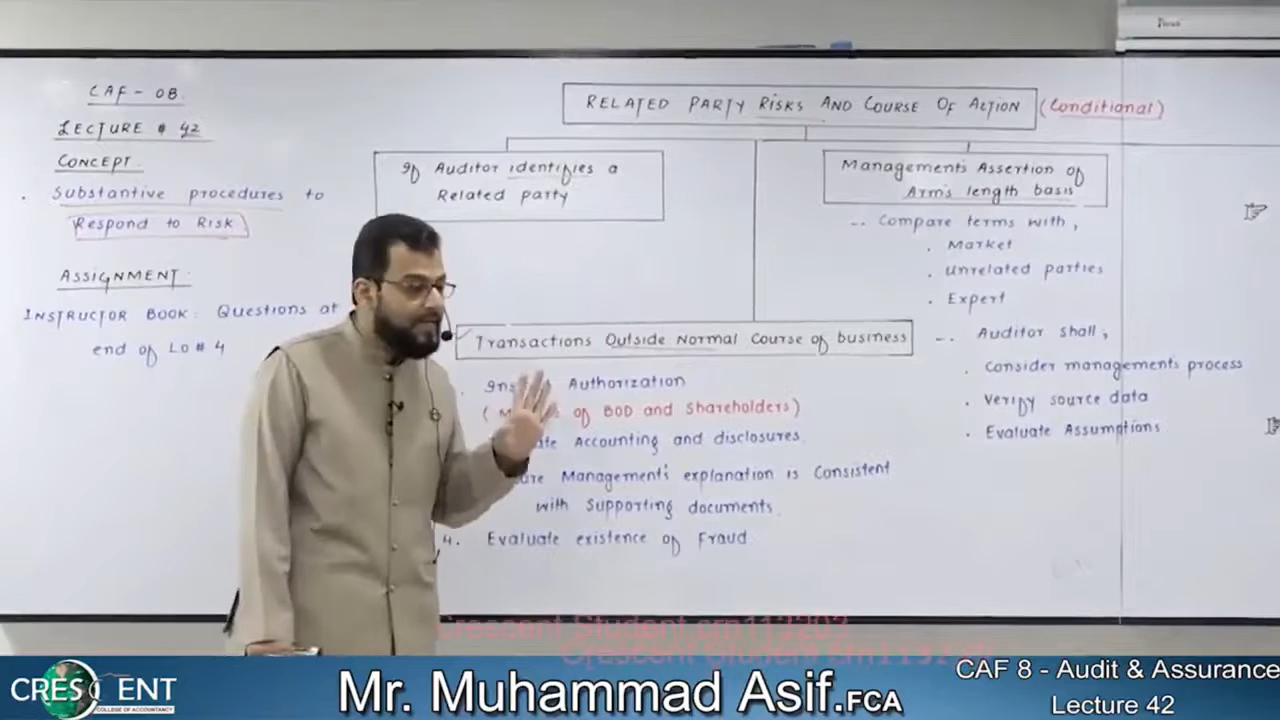 CAF - 08.
LECTURE # 42
CONCEPT.
. Substantive procedures to
Respond to Risk
ASSIGNMENT:
INSTRUCTOR BOOK: Questions at
end of LO # 4
RELATED PARTY RISKS AND COURSE OF ACTION (Conditional)
If Auditor identifies a
Related party
Transactions Outside Normal Course of business
Authorization
of BOD and Shareholders)
Accounting and disclosures.
Management's explanation is Consistent
with Supporting documents.
4. Evaluate existence of Fraud.
Management's Assertion of
Arm's length basis
-- Compare terms with,
. Market
. Unrelated parties
. Expert
-- Auditor shall,
. Consider managements process
. Verify source data
. Evaluate Assumptions
Crescent Student
Crescent Student
CRESCENT
COLLEGE OF ACCOUNTANCY
Mr. Muhammad Asif.FCA
CAF 8 - Audit & Assurance
Lecture 42